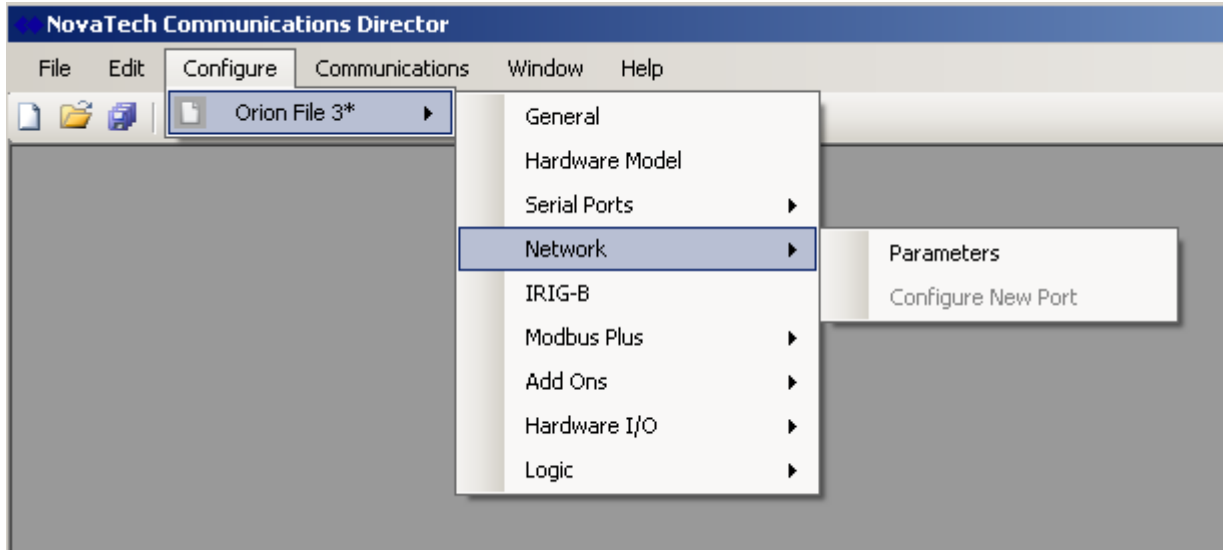 NovaTech Communications Director
File Edit Configure Communications Window Help
Orion File 3*
General
Hardware Model
Serial Ports
Network
IRIG-B
Modbus Plus
Add Ons
Hardware I/O
Logic
Parameters
Configure New Port